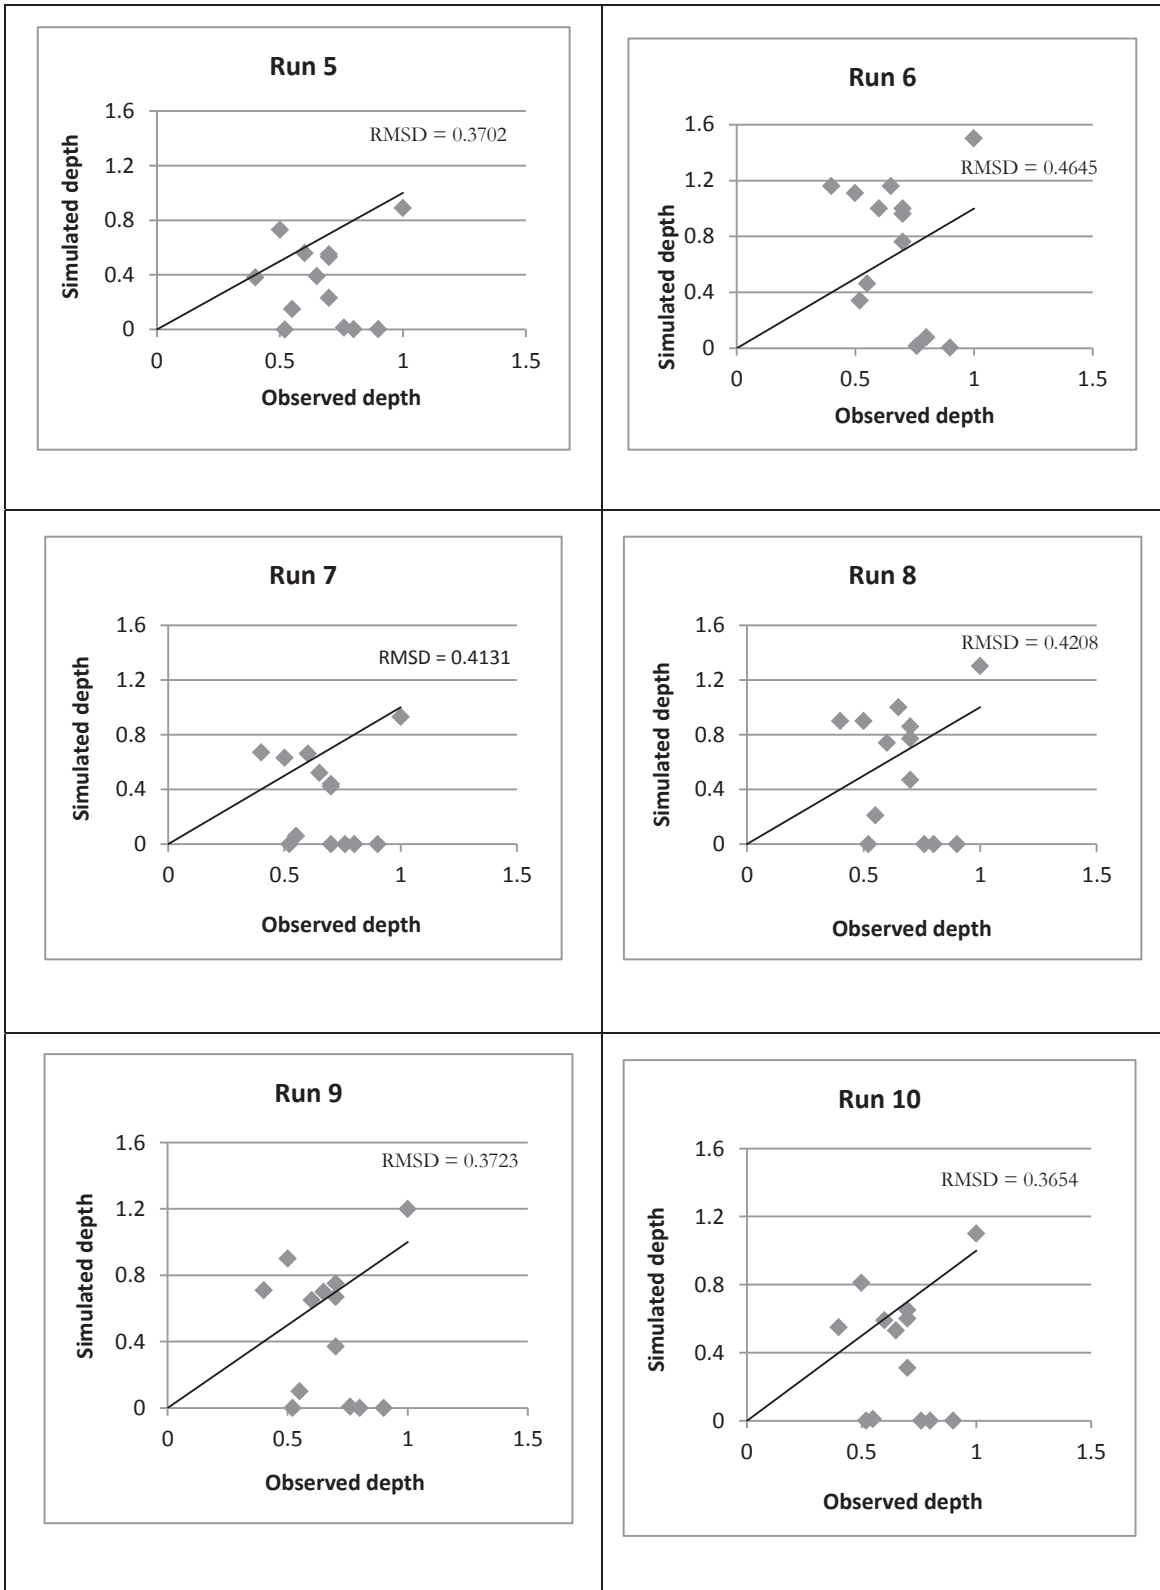 Run 5
1.6
RMSD = 0.3702
1.2
0.8
0.4
0
Simulated depth
0 0.5 1 1.5
Observed depth
Run 6
1.6
RMSD = 0.4645
1.2
0.8
0.4
0
Simulated depth
0 0.5 1 1.5
Observed depth
Run 7
1.6
RMSD = 0.4131
1.2
0.8
0.4
0
Simulated depth
0 0.5 1 1.5
Observed depth
Run 8
1.6
RMSD = 0.4208
1.2
0.8
0.4
0
Simulated depth
0 0.5 1 1.5
Observed depth
Run 9
1.6
RMSD = 0.3723
1.2
0.8
0.4
0
Simulated depth
0 0.5 1 1.5
Observed depth
Run 10
1.6
RMSD = 0.3654
1.2
0.8
0.4
0
Simulated depth
0 0.5 1 1.5
Observed depth